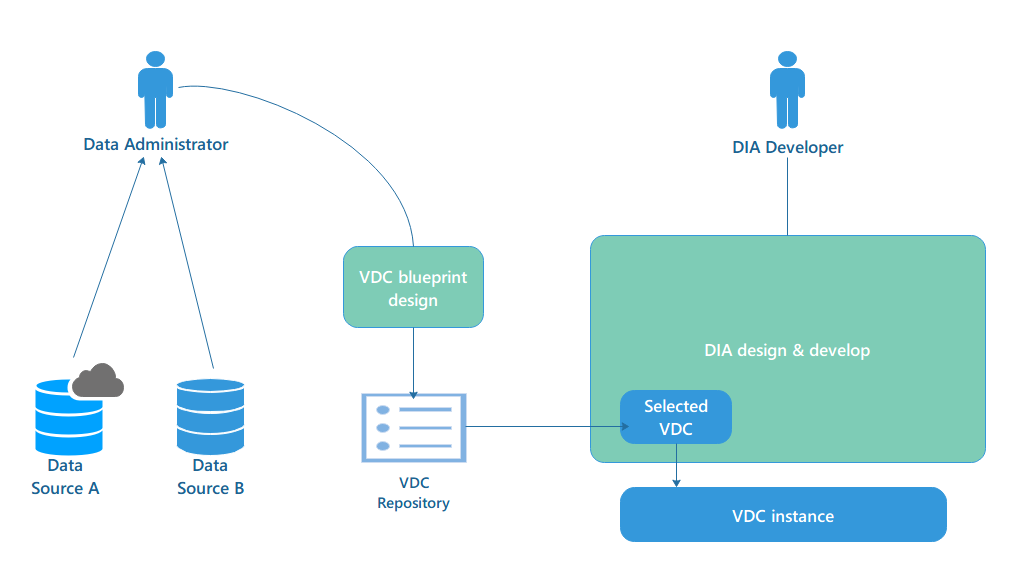 Data Administrator
DIA Developer
VDC blueprint
design
DIA design & develop
Selected
VDC
Data
Source A
Data
Source B
VDC
Repository
VDC instance